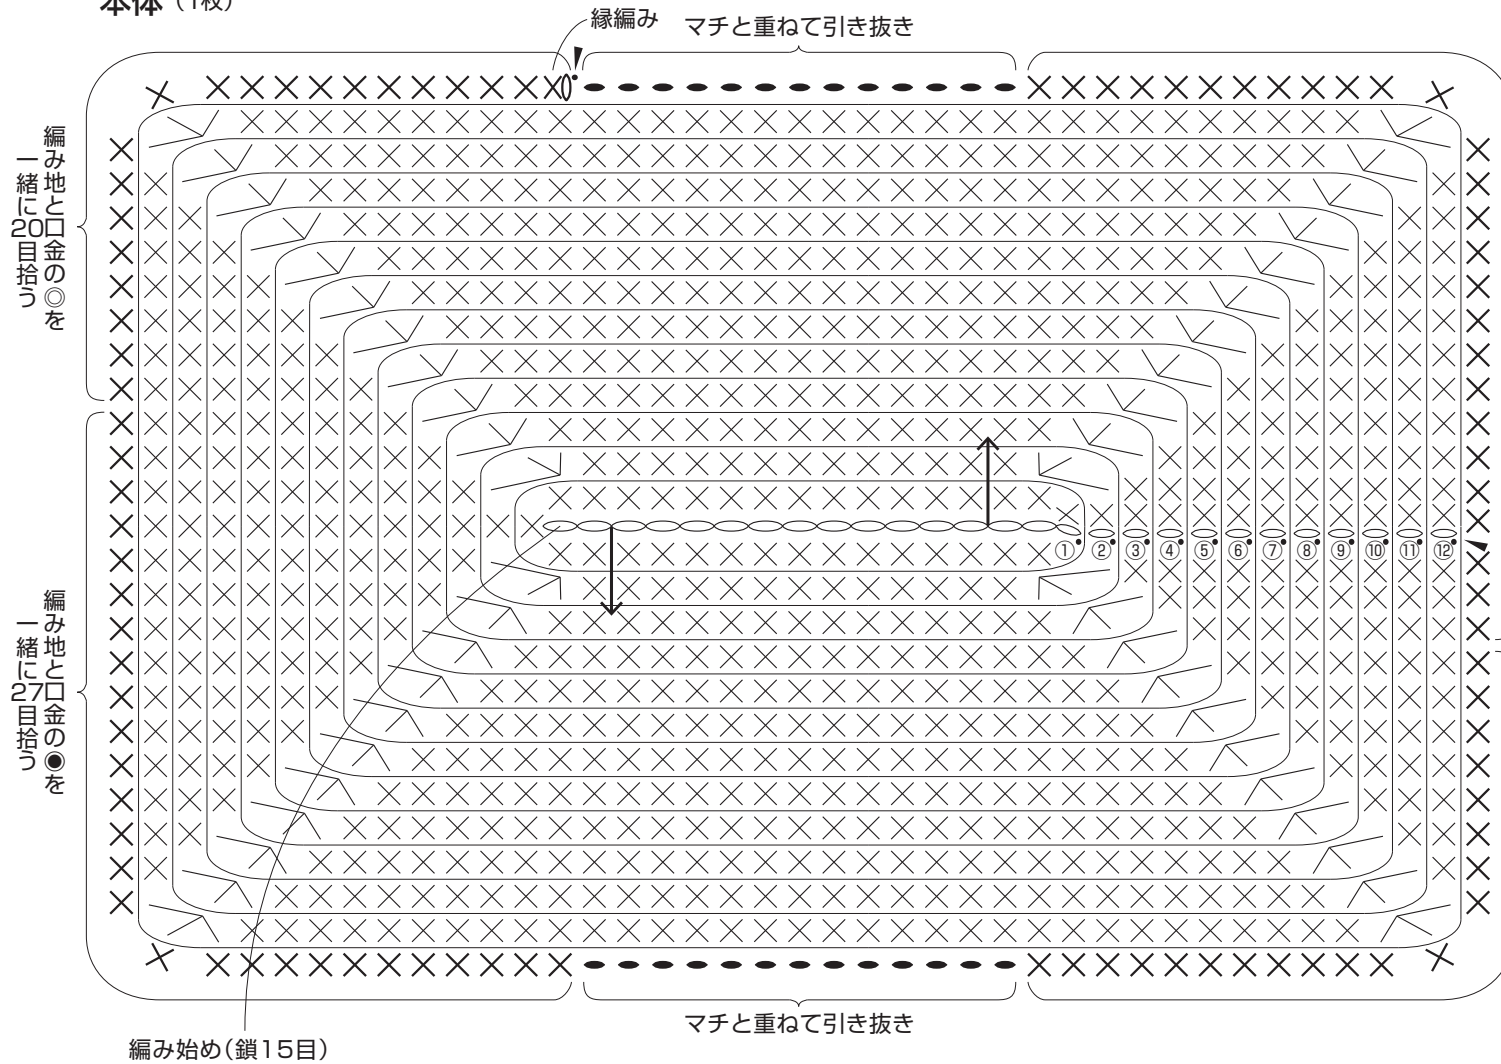 本体（1枚）
縁編み
マチと重ねて引き抜き
編み地と口金の◎を
一緒に20目拾う
① ② ③ ④ ⑤ ⑥ ⑦ ⑧ ⑨ ⑩ ⑪ ⑫
編み地と口金の◉を
一緒に27目拾う
マチと重ねて引き抜き
編み始め（鎖15目）